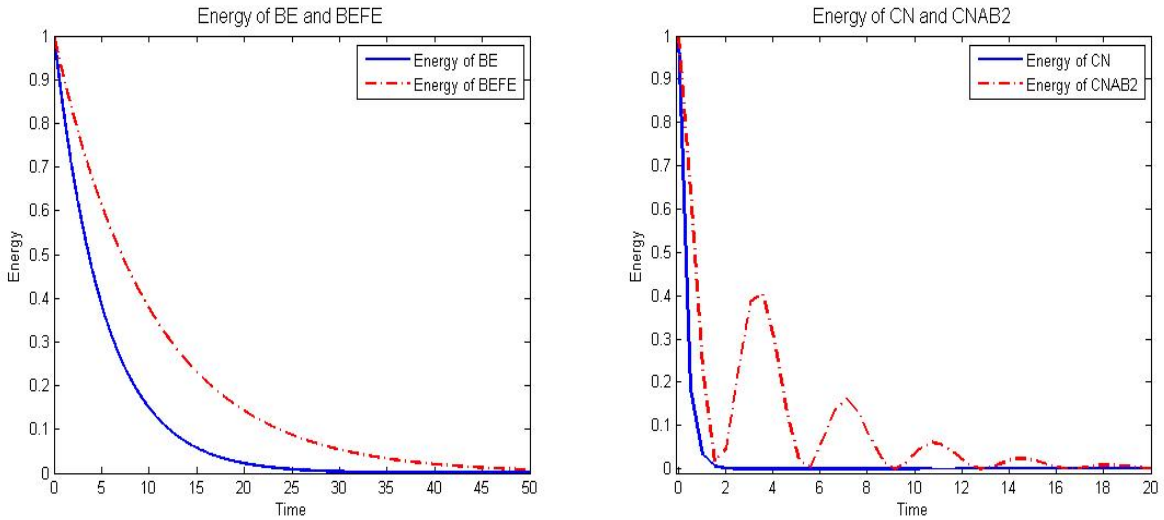 Energy of BE and BEFE
1
0.9
0.8
0.7
0.6
0.5
0.4
0.3
0.2
0.1
0
Energy
Energy of BE
Energy of BEFE
0 5 10 15 20 25 30 35 40 45 50
Time
Energy of CN and CNAB2
1
0.9
0.8
0.7
0.6
0.5
0.4
0.3
0.2
0.1
0
Energy
Energy of CN
Energy of CNAB2
0 2 4 6 8 10 12 14 16 18 20
Time